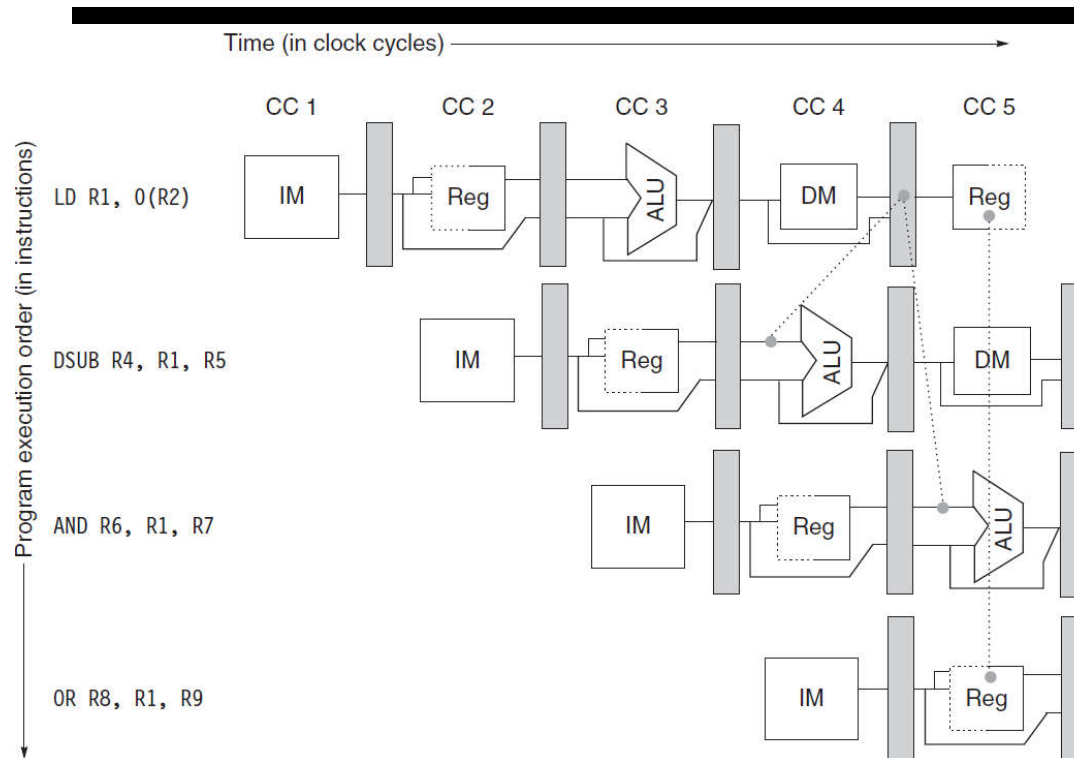 Time (in clock cycles)
CC 1 CC 2 CC 3 CC 4 CC 5
Program execution order (in instructions)
LD R1, 0(R2) IM Reg ALU DM Reg
DSUB R4, R1, R5 IM Reg ALU DM
AND R6, R1, R7 IM Reg ALU
OR R8, R1, R9 IM Reg